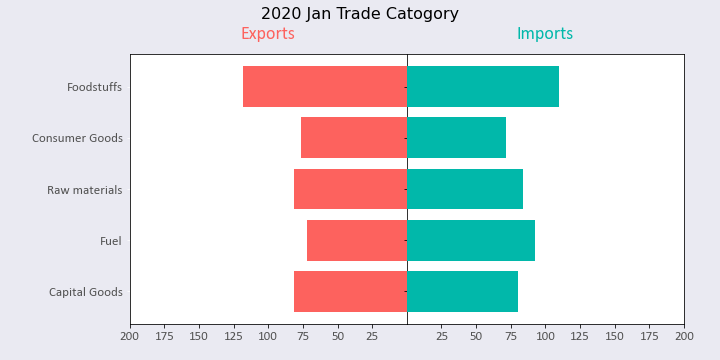 2020 Jan Trade Catogory
Exports Imports
Foodstuffs
Consumer Goods
Raw materials
Fuel
Capital Goods
200 175 150 125 100 75 50 25 25 50 75 100 125 150 175 200